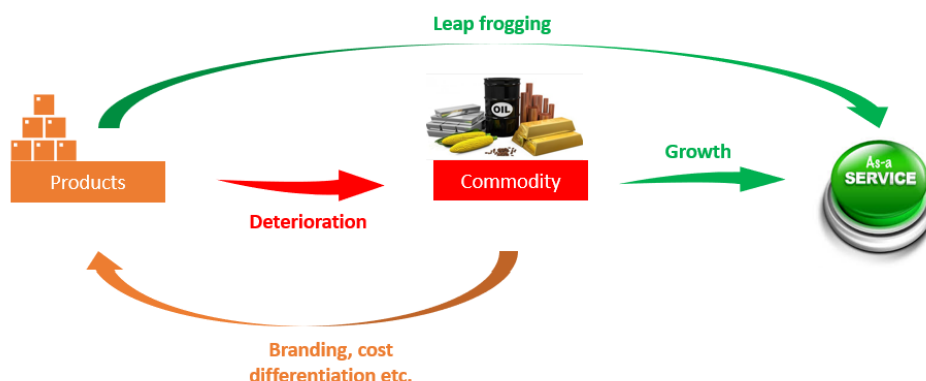 Leap frogging
OIL
Products
Commodity
Growth
As-a
SERVICE
Deterioration
Branding, cost
differentiation etc.